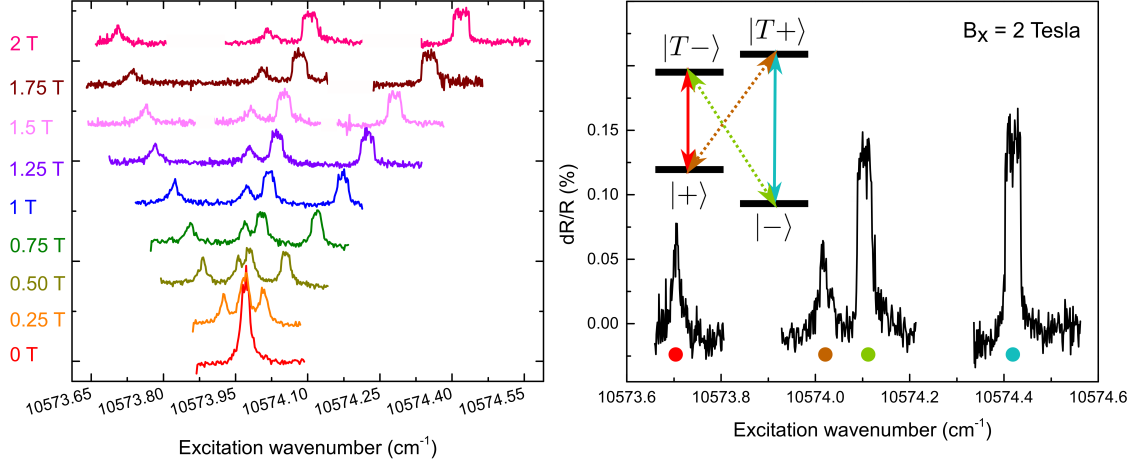 2 T
1.75 T
1.5 T
1.25 T
1 T
0.75 T
0.50 T
0.25 T
0 T
10573.65 10573.80 10573.95 10574.10 10574.25 10574.40 10574.55
Excitation wavenumber (cm⁻¹)
Bₓ = 2 Tesla
|T−⟩ |T+⟩
|+⟩
|−⟩
0.15
0.10
0.05
0.00
dR/R (%)
10573.6 10573.8 10574.0 10574.2 10574.4 10574.6
Excitation wavenumber (cm⁻¹)